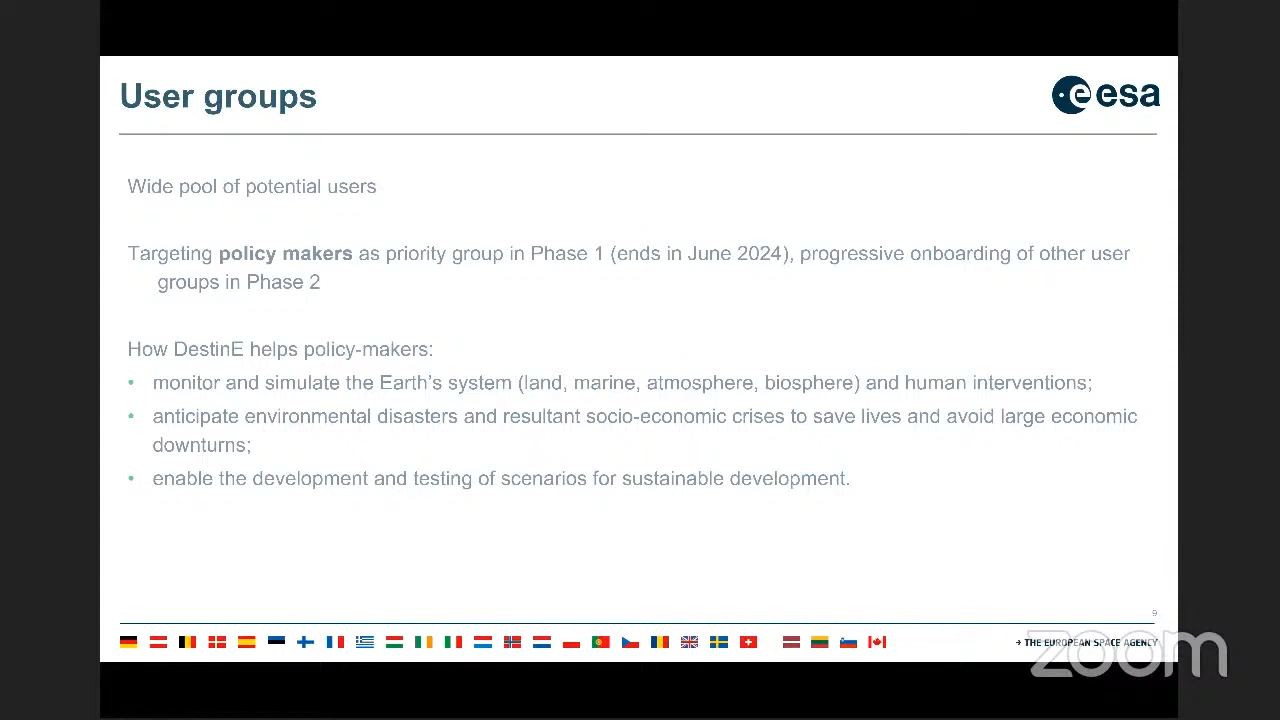 User groups
esa
Wide pool of potential users
Targeting policy makers as priority group in Phase 1 (ends in June 2024), progressive onboarding of other user
groups in Phase 2
How DestinE helps policy-makers:
• monitor and simulate the Earth's system (land, marine, atmosphere, biosphere) and human interventions;
• anticipate environmental disasters and resultant socio-economic crises to save lives and avoid large economic
downturns;
• enable the development and testing of scenarios for sustainable development.
9
→ THE EUROPEAN SPACE AGENCY
zoom